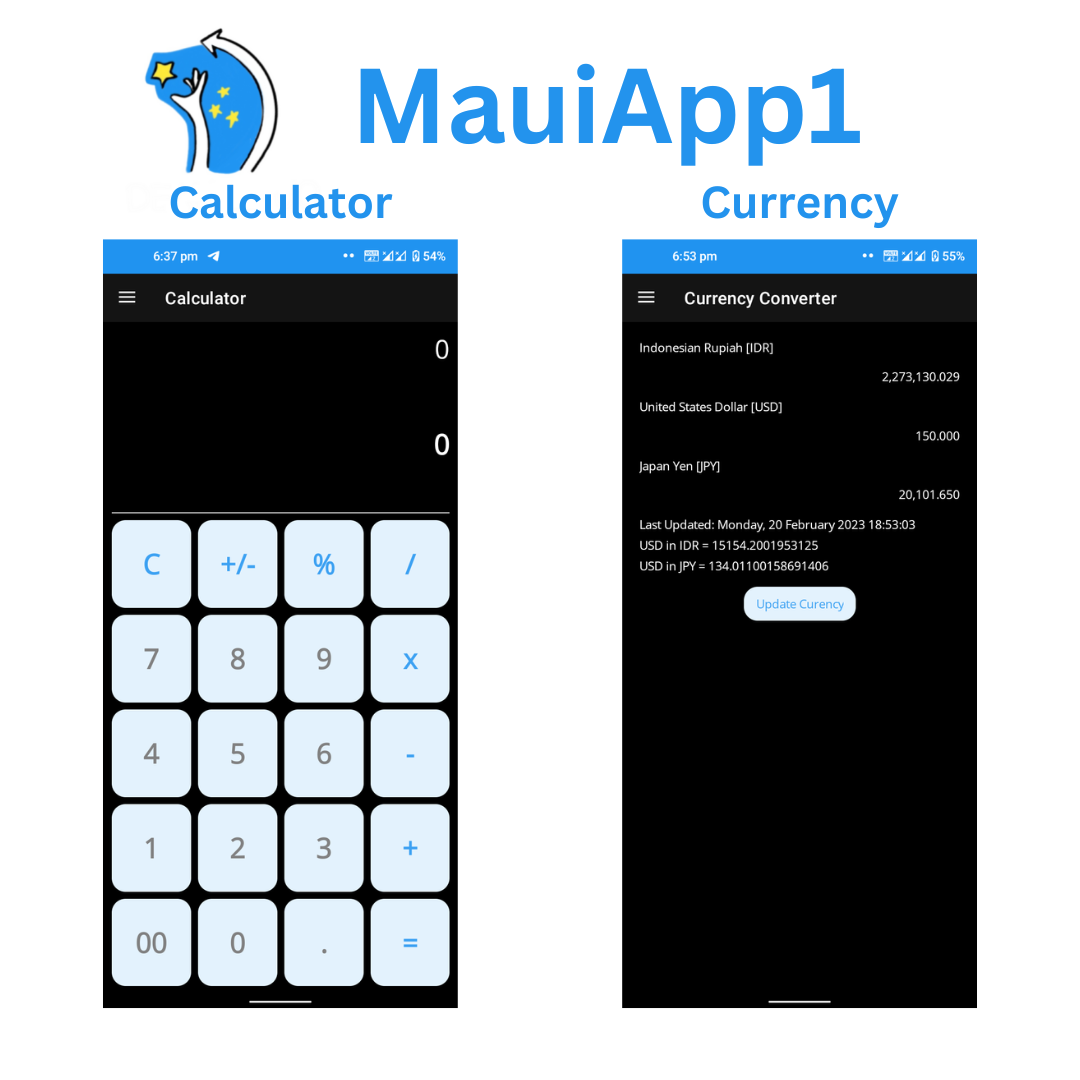 MauiApp1
Calculator
Currency
6:37 pm
54%
Calculator
0
0
C +/- % /
7 8 9 x
4 5 6 -
1 2 3 +
00 0 . =
6:53 pm
55%
Currency Converter
Indonesian Rupiah [IDR]
2,273,130.029
United States Dollar [USD]
150.000
Japan Yen [JPY]
20,101.650
Last Updated: Monday, 20 February 2023 18:53:03
USD in IDR = 15154.2001953125
USD in JPY = 134.01100158691406
Update Curency